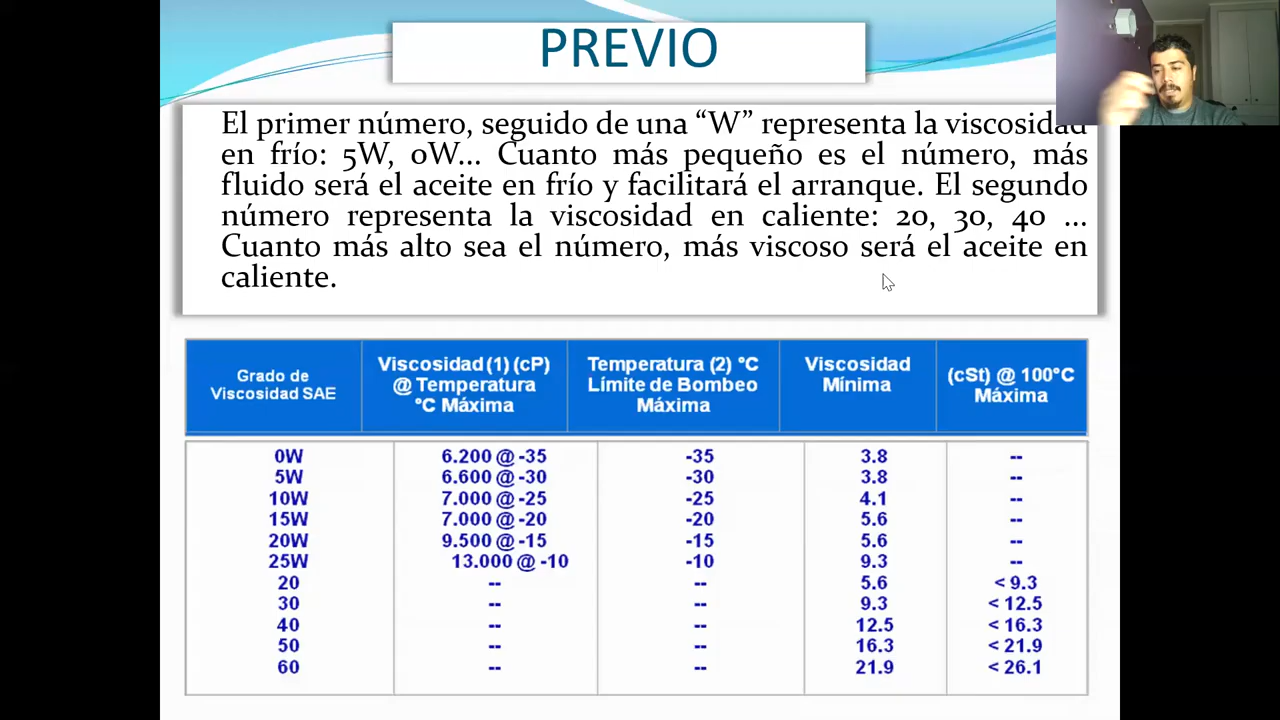 PREVIO
El primer número, seguido de una “W” representa la viscosidad
en frío: 5W, 0W... Cuanto más pequeño es el número, más
fluido será el aceite en frío y facilitará el arranque. El segundo
número representa la viscosidad en caliente: 20, 30, 40 ...
Cuanto más alto sea el número, más viscoso será el aceite en
caliente.
Grado de Viscosidad SAE | Viscosidad (1) (cP) @ Temperatura °C Máxima | Temperatura (2) °C Límite de Bombeo Máxima | Viscosidad Mínima | (cSt) @ 100°C Máxima
0W 6.200 @ -35 -35 3.8 --
5W 6.600 @ -30 -30 3.8 --
10W 7.000 @ -25 -25 4.1 --
15W 7.000 @ -20 -20 5.6 --
20W 9.500 @ -15 -15 5.6 --
25W 13.000 @ -10 -10 9.3 --
20 -- -- 5.6 < 9.3
30 -- -- 9.3 < 12.5
40 -- -- 12.5 < 16.3
50 -- -- 16.3 < 21.9
60 -- -- 21.9 < 26.1